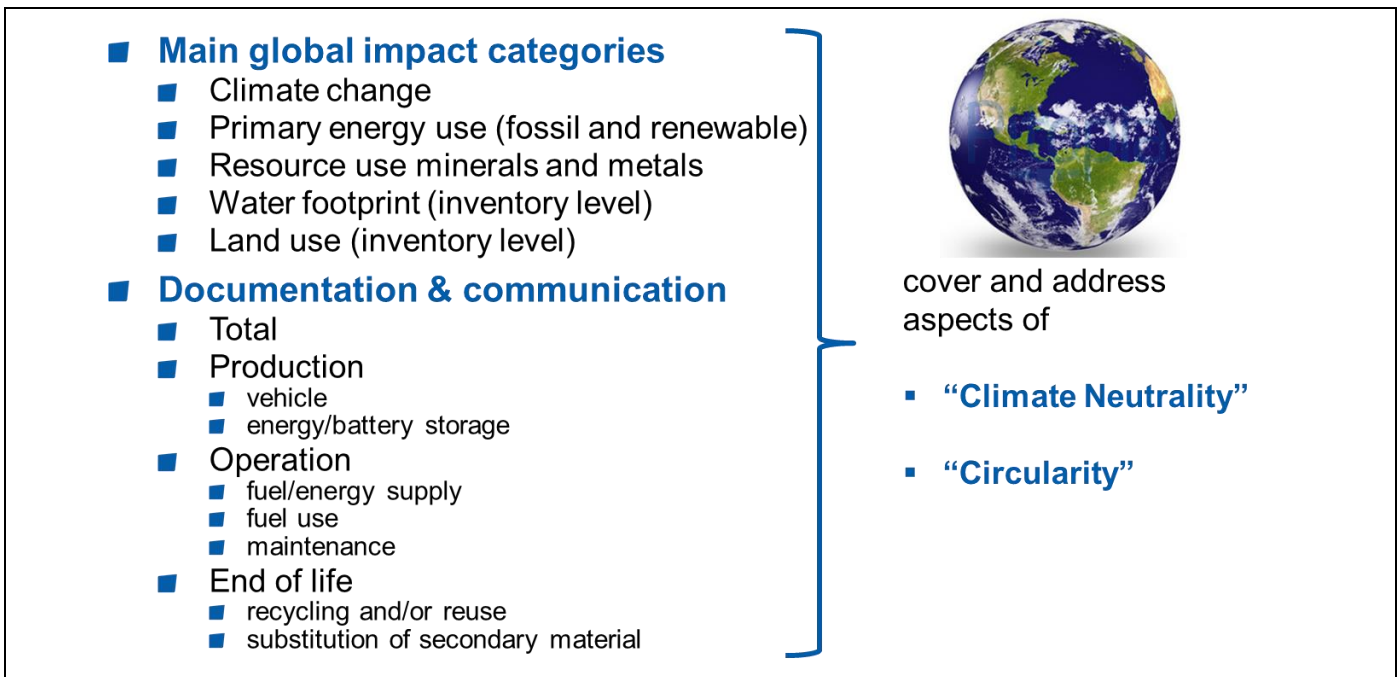 Main global impact categories
Climate change
Primary energy use (fossil and renewable)
Resource use minerals and metals
Water footprint (inventory level)
Land use (inventory level)
Documentation & communication
Total
Production
vehicle
energy/battery storage
Operation
fuel/energy supply
fuel use
maintenance
End of life
recycling and/or reuse
substitution of secondary material
cover and address
aspects of
“Climate Neutrality”
“Circularity”